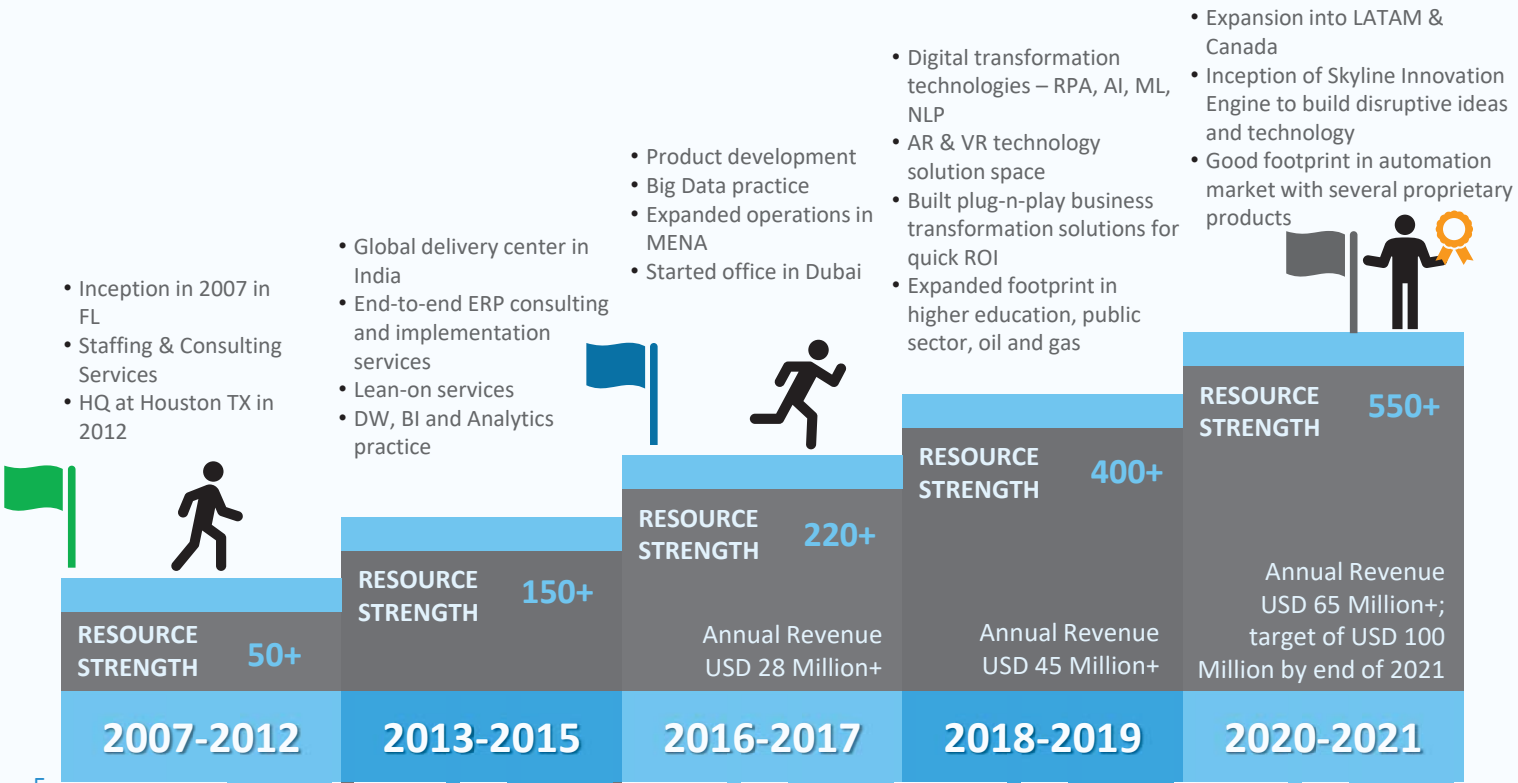 • Inception in 2007 in
FL
• Staffing & Consulting
Services
• HQ at Houston TX in
2012
RESOURCE
STRENGTH
50+
2007-2012
• Global delivery center in
India
• End-to-end ERP consulting
and implementation
services
• Lean-on services
• DW, BI and Analytics
practice
RESOURCE
STRENGTH
150+
2013-2015
• Product development
• Big Data practice
• Expanded operations in
MENA
• Started office in Dubai
RESOURCE
STRENGTH
220+
Annual Revenue
USD 28 Million+
2016-2017
• Digital transformation
technologies – RPA, AI, ML,
NLP
• AR & VR technology
solution space
• Built plug-n-play business
transformation solutions for
quick ROI
• Expanded footprint in
higher education, public
sector, oil and gas
RESOURCE
STRENGTH
400+
Annual Revenue
USD 45 Million+
2018-2019
• Expansion into LATAM &
Canada
• Inception of Skyline Innovation
Engine to build disruptive ideas
and technology
• Good footprint in automation
market with several proprietary
products
RESOURCE
STRENGTH
550+
Annual Revenue
USD 65 Million+;
target of USD 100
Million by end of 2021
2020-2021